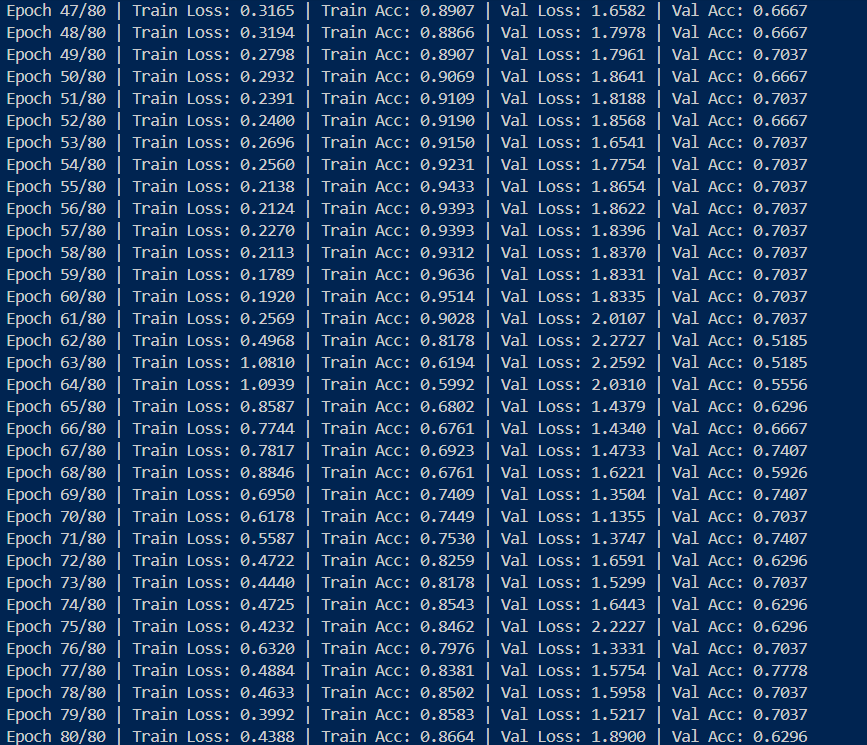 Epoch 47/80 | Train Loss: 0.3165 | Train Acc: 0.8907 | Val Loss: 1.6582 | Val Acc: 0.6667
Epoch 48/80 | Train Loss: 0.3194 | Train Acc: 0.8866 | Val Loss: 1.7978 | Val Acc: 0.6667
Epoch 49/80 | Train Loss: 0.2798 | Train Acc: 0.8907 | Val Loss: 1.7961 | Val Acc: 0.7037
Epoch 50/80 | Train Loss: 0.2932 | Train Acc: 0.9069 | Val Loss: 1.8641 | Val Acc: 0.6667
Epoch 51/80 | Train Loss: 0.2391 | Train Acc: 0.9109 | Val Loss: 1.8188 | Val Acc: 0.7037
Epoch 52/80 | Train Loss: 0.2400 | Train Acc: 0.9190 | Val Loss: 1.8568 | Val Acc: 0.6667
Epoch 53/80 | Train Loss: 0.2696 | Train Acc: 0.9150 | Val Loss: 1.6541 | Val Acc: 0.7037
Epoch 54/80 | Train Loss: 0.2560 | Train Acc: 0.9231 | Val Loss: 1.7754 | Val Acc: 0.7037
Epoch 55/80 | Train Loss: 0.2138 | Train Acc: 0.9433 | Val Loss: 1.8654 | Val Acc: 0.7037
Epoch 56/80 | Train Loss: 0.2124 | Train Acc: 0.9393 | Val Loss: 1.8622 | Val Acc: 0.7037
Epoch 57/80 | Train Loss: 0.2270 | Train Acc: 0.9393 | Val Loss: 1.8396 | Val Acc: 0.7037
Epoch 58/80 | Train Loss: 0.2113 | Train Acc: 0.9312 | Val Loss: 1.8370 | Val Acc: 0.7037
Epoch 59/80 | Train Loss: 0.1789 | Train Acc: 0.9636 | Val Loss: 1.8331 | Val Acc: 0.7037
Epoch 60/80 | Train Loss: 0.1920 | Train Acc: 0.9514 | Val Loss: 1.8335 | Val Acc: 0.7037
Epoch 61/80 | Train Loss: 0.2569 | Train Acc: 0.9028 | Val Loss: 2.0107 | Val Acc: 0.7037
Epoch 62/80 | Train Loss: 0.4968 | Train Acc: 0.8178 | Val Loss: 2.2727 | Val Acc: 0.5185
Epoch 63/80 | Train Loss: 1.0810 | Train Acc: 0.6194 | Val Loss: 2.2592 | Val Acc: 0.5185
Epoch 64/80 | Train Loss: 1.0939 | Train Acc: 0.5992 | Val Loss: 2.0310 | Val Acc: 0.5556
Epoch 65/80 | Train Loss: 0.8587 | Train Acc: 0.6802 | Val Loss: 1.4379 | Val Acc: 0.6296
Epoch 66/80 | Train Loss: 0.7744 | Train Acc: 0.6761 | Val Loss: 1.4340 | Val Acc: 0.6667
Epoch 67/80 | Train Loss: 0.7817 | Train Acc: 0.6923 | Val Loss: 1.4733 | Val Acc: 0.7407
Epoch 68/80 | Train Loss: 0.8846 | Train Acc: 0.6761 | Val Loss: 1.6221 | Val Acc: 0.5926
Epoch 69/80 | Train Loss: 0.6950 | Train Acc: 0.7409 | Val Loss: 1.3504 | Val Acc: 0.7407
Epoch 70/80 | Train Loss: 0.6178 | Train Acc: 0.7449 | Val Loss: 1.1355 | Val Acc: 0.7037
Epoch 71/80 | Train Loss: 0.5587 | Train Acc: 0.7530 | Val Loss: 1.3747 | Val Acc: 0.7407
Epoch 72/80 | Train Loss: 0.4722 | Train Acc: 0.8259 | Val Loss: 1.6591 | Val Acc: 0.6296
Epoch 73/80 | Train Loss: 0.4440 | Train Acc: 0.8178 | Val Loss: 1.5299 | Val Acc: 0.7037
Epoch 74/80 | Train Loss: 0.4725 | Train Acc: 0.8543 | Val Loss: 1.6443 | Val Acc: 0.6296
Epoch 75/80 | Train Loss: 0.4232 | Train Acc: 0.8462 | Val Loss: 2.2227 | Val Acc: 0.6296
Epoch 76/80 | Train Loss: 0.6320 | Train Acc: 0.7976 | Val Loss: 1.3331 | Val Acc: 0.7037
Epoch 77/80 | Train Loss: 0.4884 | Train Acc: 0.8381 | Val Loss: 1.5754 | Val Acc: 0.7778
Epoch 78/80 | Train Loss: 0.4633 | Train Acc: 0.8502 | Val Loss: 1.5958 | Val Acc: 0.7037
Epoch 79/80 | Train Loss: 0.3992 | Train Acc: 0.8583 | Val Loss: 1.5217 | Val Acc: 0.7037
Epoch 80/80 | Train Loss: 0.4388 | Train Acc: 0.8664 | Val Loss: 1.8900 | Val Acc: 0.6296